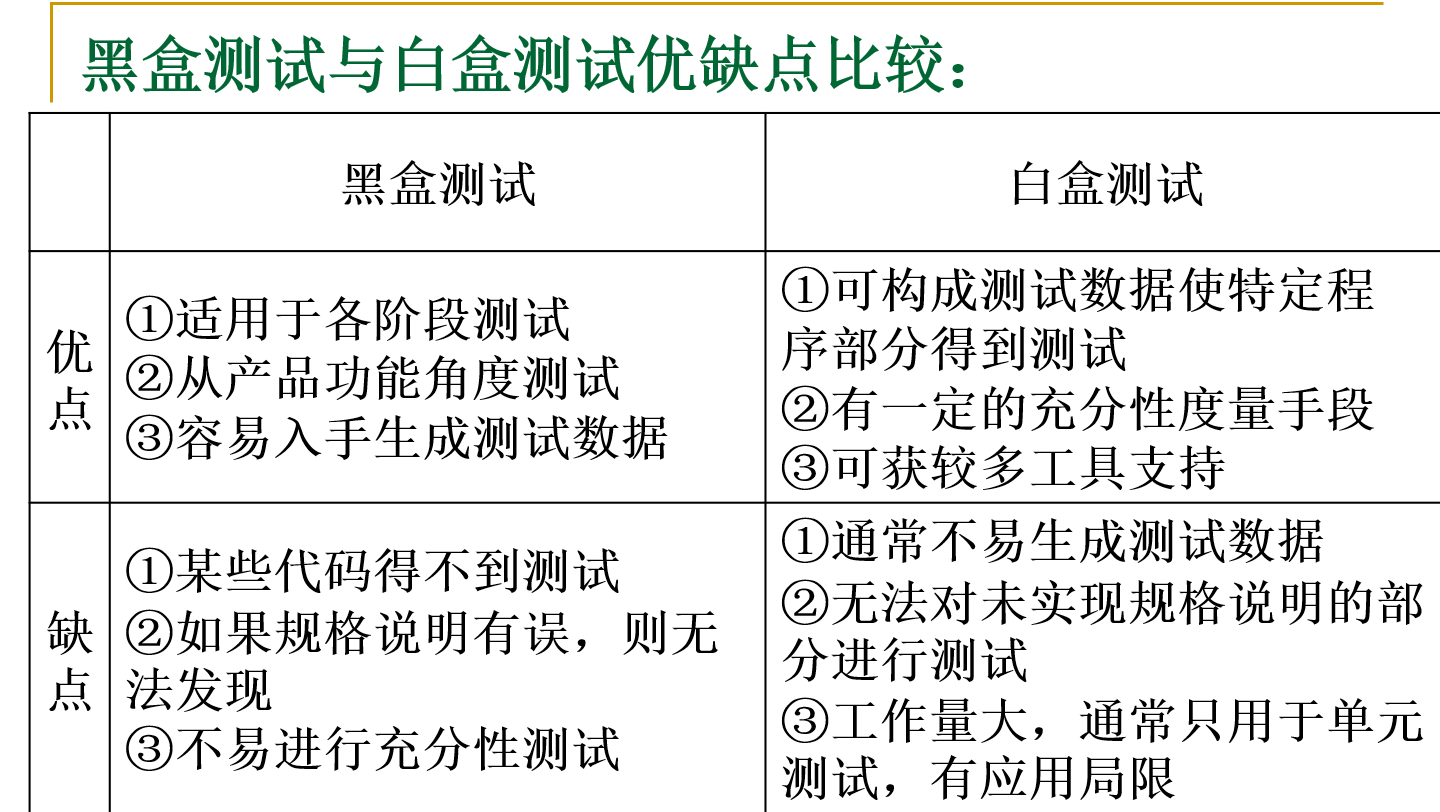 黑盒测试与白盒测试优缺点比较：
黑盒测试
白盒测试
优
点
①适用于各阶段测试
②从产品功能角度测试
③容易入手生成测试数据
①可构成测试数据使特定程
序部分得到测试
②有一定的充分性度量手段
③可获较多工具支持
缺
点
①某些代码得不到测试
②如果规格说明有误，则无
法发现
③不易进行充分性测试
①通常不易生成测试数据
②无法对未实现规格说明的部
分进行测试
③工作量大，通常只用于单元
测试，有应用局限